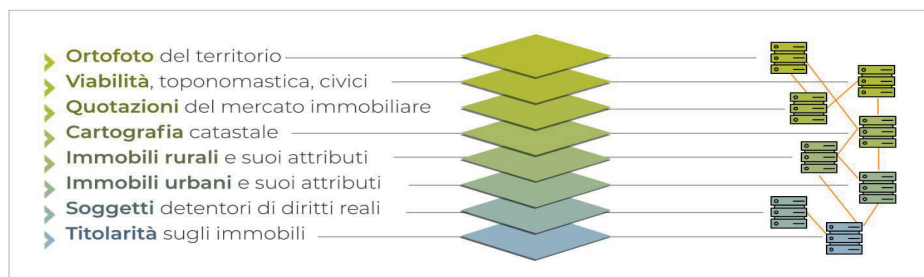 Ortofoto del territorio
Viabilità, toponomastica, civici
Quotazioni del mercato immobiliare
Cartografia catastale
Immobili rurali e suoi attributi
Immobili urbani e suoi attributi
Soggetti detentori di diritti reali
Titolarità sugli immobili